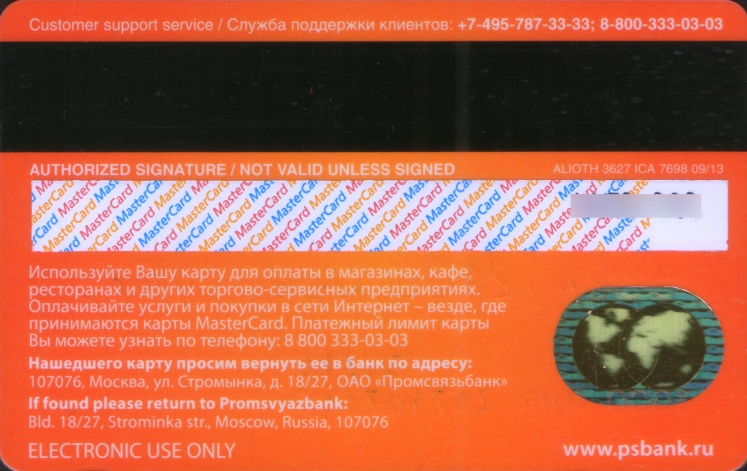 Customer support service / Служба поддержки клиентов: +7-495-787-33-33; 8-800-333-03-03
AUTHORIZED SIGNATURE / NOT VALID UNLESS SIGNED
ALIOTH 3627 ICA 7698 09/13
MasterCard MasterCard MasterCard MasterCard
Используйте Вашу карту для оплаты в магазинах, кафе,
ресторанах и других торгово-сервисных предприятиях.
Оплачивайте услуги и покупки в сети Интернет – везде, где
принимаются карты MasterCard. Платежный лимит карты
Вы можете узнать по телефону: 8 800 333-03-03
Нашедшего карту просим вернуть ее в банк по адресу:
107076, Москва, ул. Стромынка, д. 18/27, ОАО «Промсвязьбанк»
If found please return to Promsvyazbank:
Bld. 18/27, Strominka str., Moscow, Russia, 107076
ELECTRONIC USE ONLY
www.psbank.ru